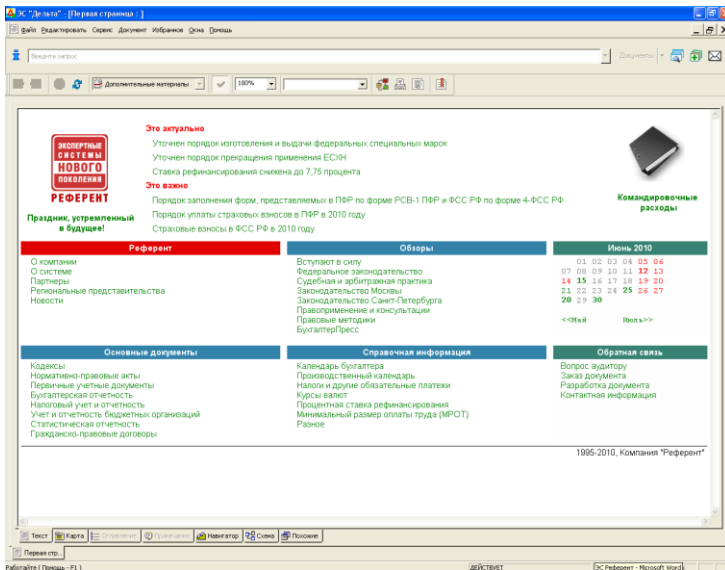 ЭС "Дельта" - [Первая страница : ]
Файл Редактировать Сервис Документ Избранное Окна Помощь
Введите запрос
Документы
Дополнительные материалы
100%
Это актуально
Уточнен порядок изготовления и выдачи федеральных специальных марок
Уточнен порядок прекращения применения ЕСХН
Ставка рефинансирования снижена до 7,75 процента
Это важно
Порядок заполнения форм, представляемых в ПФР по форме РСВ-1 ПФР и ФСС РФ по форме 4-ФСС РФ
Порядок уплаты страховых взносов в ПФР в 2010 году
Страховые взносы в ФСС РФ в 2010 году
ЭКСПЕРТНЫЕ
СИСТЕМЫ
НОВОГО
ПОКОЛЕНИЯ
РЕФЕРЕНТ
Праздник, устремленный
в будущее!
Командировочные
расходы
Референт
О компании
О системе
Партнеры
Региональные представительства
Новости
Обзоры
Вступают в силу
Федеральное законодательство
Судебная и арбитражная практика
Законодательство Москвы
Законодательство Санкт-Петербурга
Правоприменение и консультации
Правовые методики
БухгалтерПресс
Июнь 2010
01 02 03 04 05 06
07 08 09 10 11 12 13
14 15 16 17 18 19 20
21 22 23 24 25 26 27
28 29 30
<<Май Июль>>
Основные документы
Кодексы
Нормативно-правовые акты
Первичные учетные документы
Бухгалтерская отчетность
Налоговый учет и отчетность
Учет и отчетность бюджетных организаций
Статистическая отчетность
Гражданско-правовые договоры
Справочная информация
Календарь бухгалтера
Производственный календарь
Налоги и другие обязательные платежи
Курсы валют
Процентная ставка рефинансирования
Минимальный размер оплаты труда (МРОТ)
Разное
Обратная связь
Вопрос аудитору
Заказ документа
Разработка документа
Контактная информация
1995-2010, Компания "Референт"
Текст Карта Оглавление Примечания Навигатор Схема Похожие
Первая стр...
Работайте ( Помощь - F1 )
ДЕЙСТВУЕТ
ЭС Референт - Microsoft Word